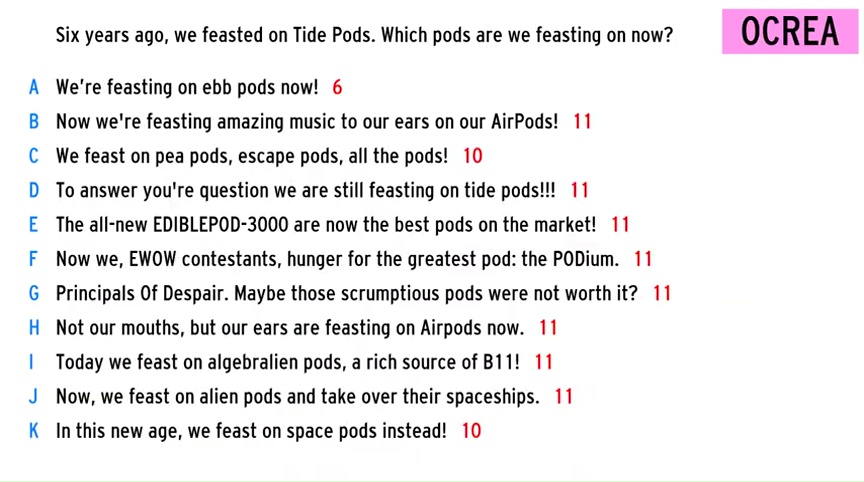 Six years ago, we feasted on Tide Pods. Which pods are we feasting on now?
OCREA
A We're feasting on ebb pods now! 6
B Now we're feasting amazing music to our ears on our AirPods! 11
C We feast on pea pods, escape pods, all the pods! 10
D To answer you're question we are still feasting on tide pods!!! 11
E The all-new EDIBLEPOD-3000 are now the best pods on the market! 11
F Now we, EWOW contestants, hunger for the greatest pod: the PODium. 11
G Principals Of Despair. Maybe those scrumptious pods were not worth it? 11
H Not our mouths, but our ears are feasting on Airpods now. 11
I Today we feast on algebralien pods, a rich source of B11! 11
J Now, we feast on alien pods and take over their spaceships. 11
K In this new age, we feast on space pods instead! 10